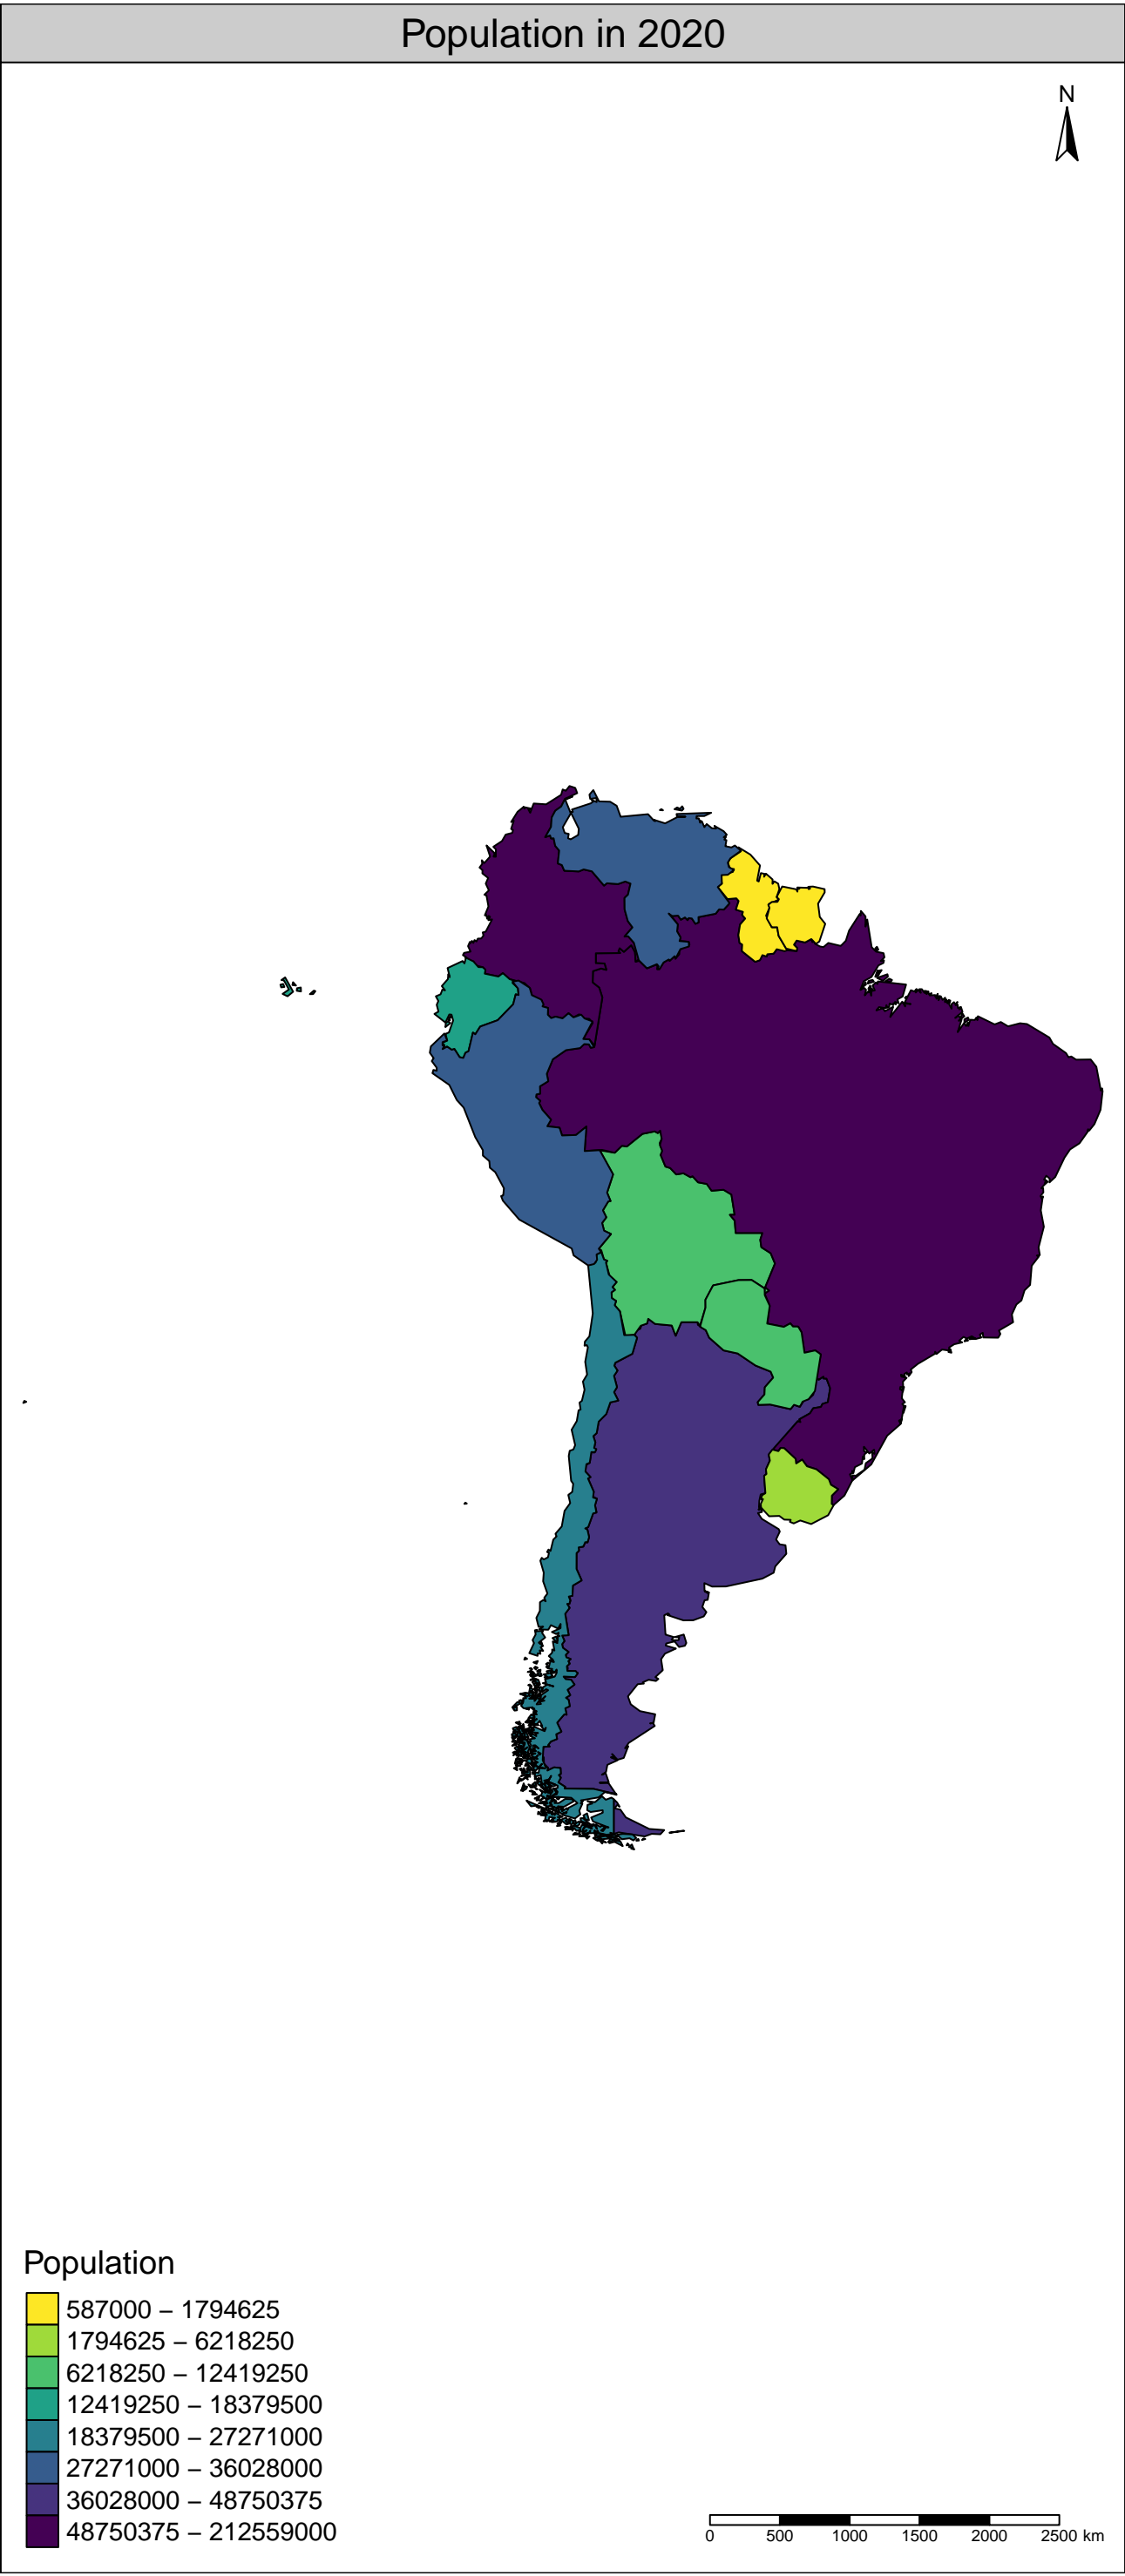 Population in 2020
N
Population
587000 – 1794625
1794625 – 6218250
6218250 – 12419250
12419250 – 18379500
18379500 – 27271000
27271000 – 36028000
36028000 – 48750375
48750375 – 212559000
0 500 1000 1500 2000 2500 km